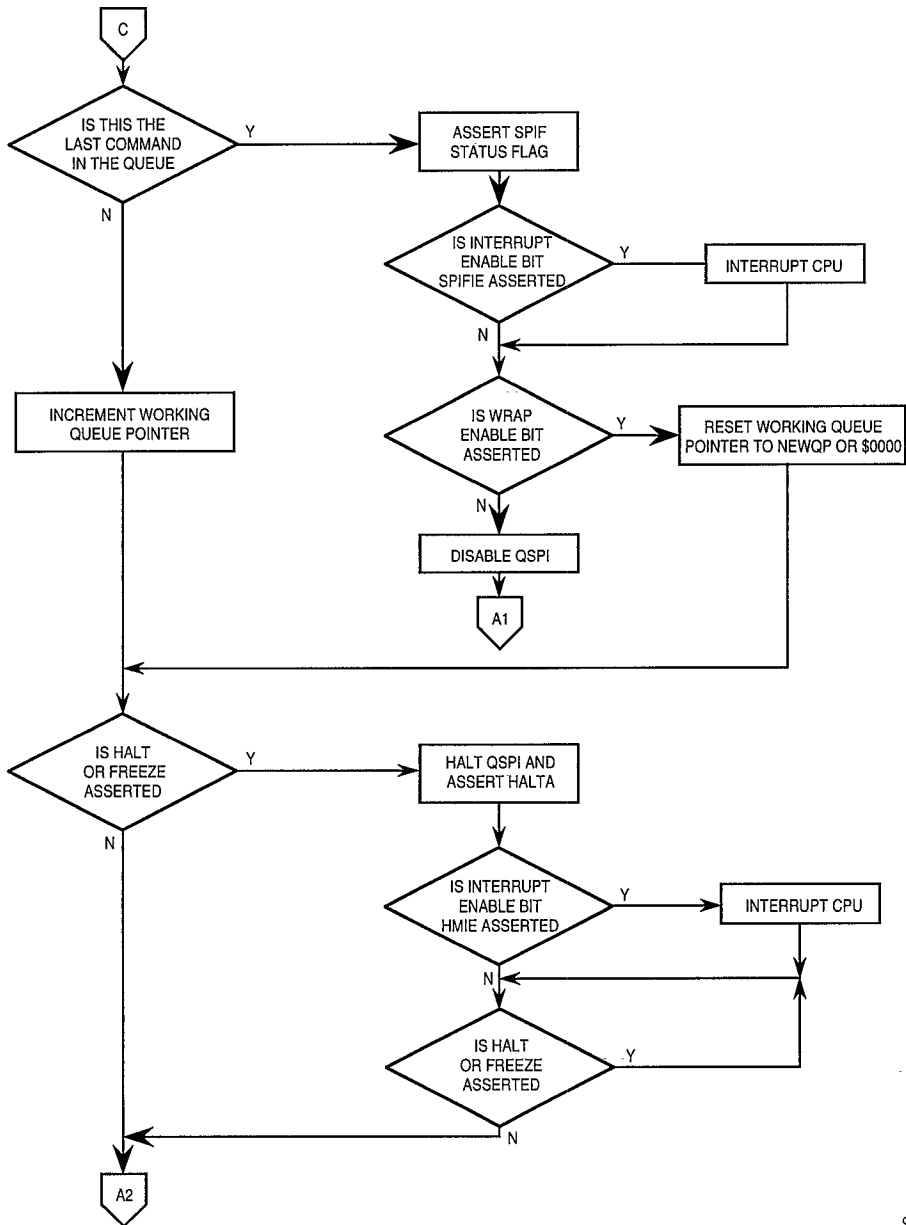 C
IS THIS THE
LAST COMMAND
IN THE QUEUE
Y
N
ASSERT SPIF
STATUS FLAG
IS INTERRUPT
ENABLE BIT
SPIFIE ASSERTED
Y
N
INTERRUPT CPU
INCREMENT WORKING
QUEUE POINTER
IS WRAP
ENABLE BIT
ASSERTED
Y
N
RESET WORKING QUEUE
POINTER TO NEWQP OR $0000
DISABLE QSPI
A1
IS HALT
OR FREEZE
ASSERTED
Y
N
HALT QSPI AND
ASSERT HALTA
IS INTERRUPT
ENABLE BIT
HMIE ASSERTED
Y
N
INTERRUPT CPU
IS HALT
OR FREEZE
ASSERTED
Y
N
A2